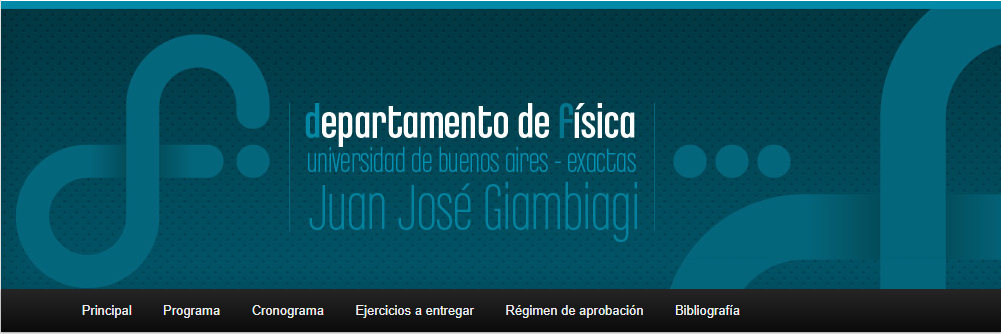 departamento de física
universidad de buenos aires - exactas
Juan José Giambiagi
Principal Programa Cronograma Ejercicios a entregar Régimen de aprobación Bibliografía